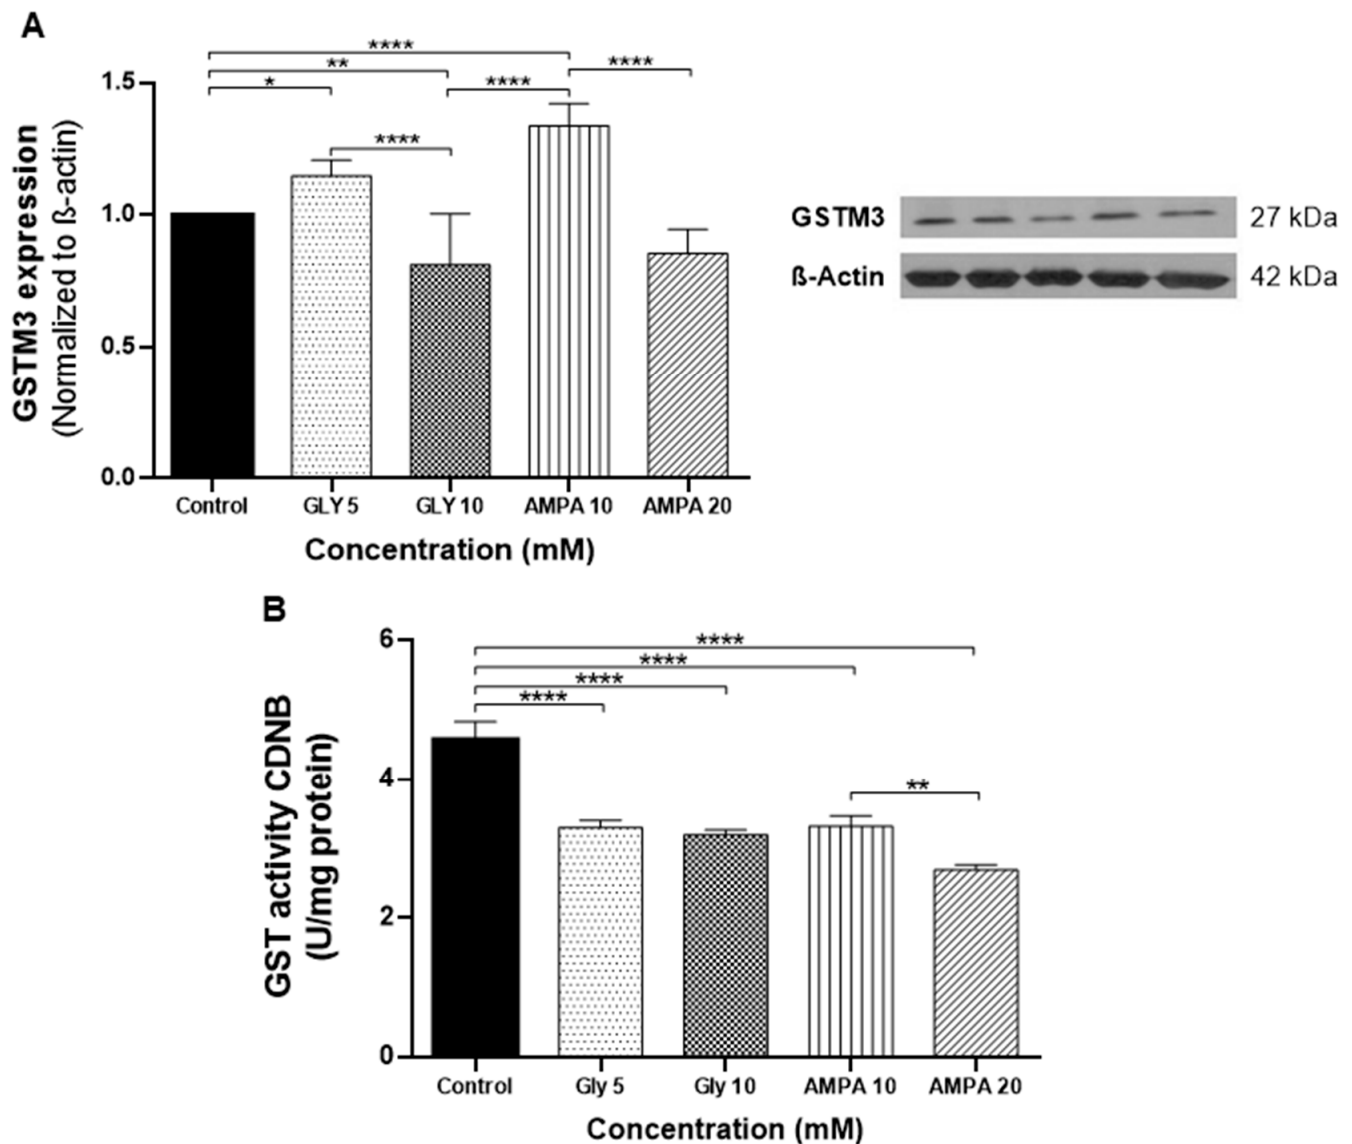 A
****
**
*
****
****
****
1.5
1.0
0.5
0.0
GSTM3 expression
(Normalized to ß-actin)
Control GLY 5 GLY 10 AMPA 10 AMPA 20
Concentration (mM)
GSTM3 27 kDa
ß-Actin 42 kDa
B
****
****
****
****
**
6
4
2
0
GST activity CDNB
(U/mg protein)
Control Gly 5 Gly 10 AMPA 10 AMPA 20
Concentration (mM)